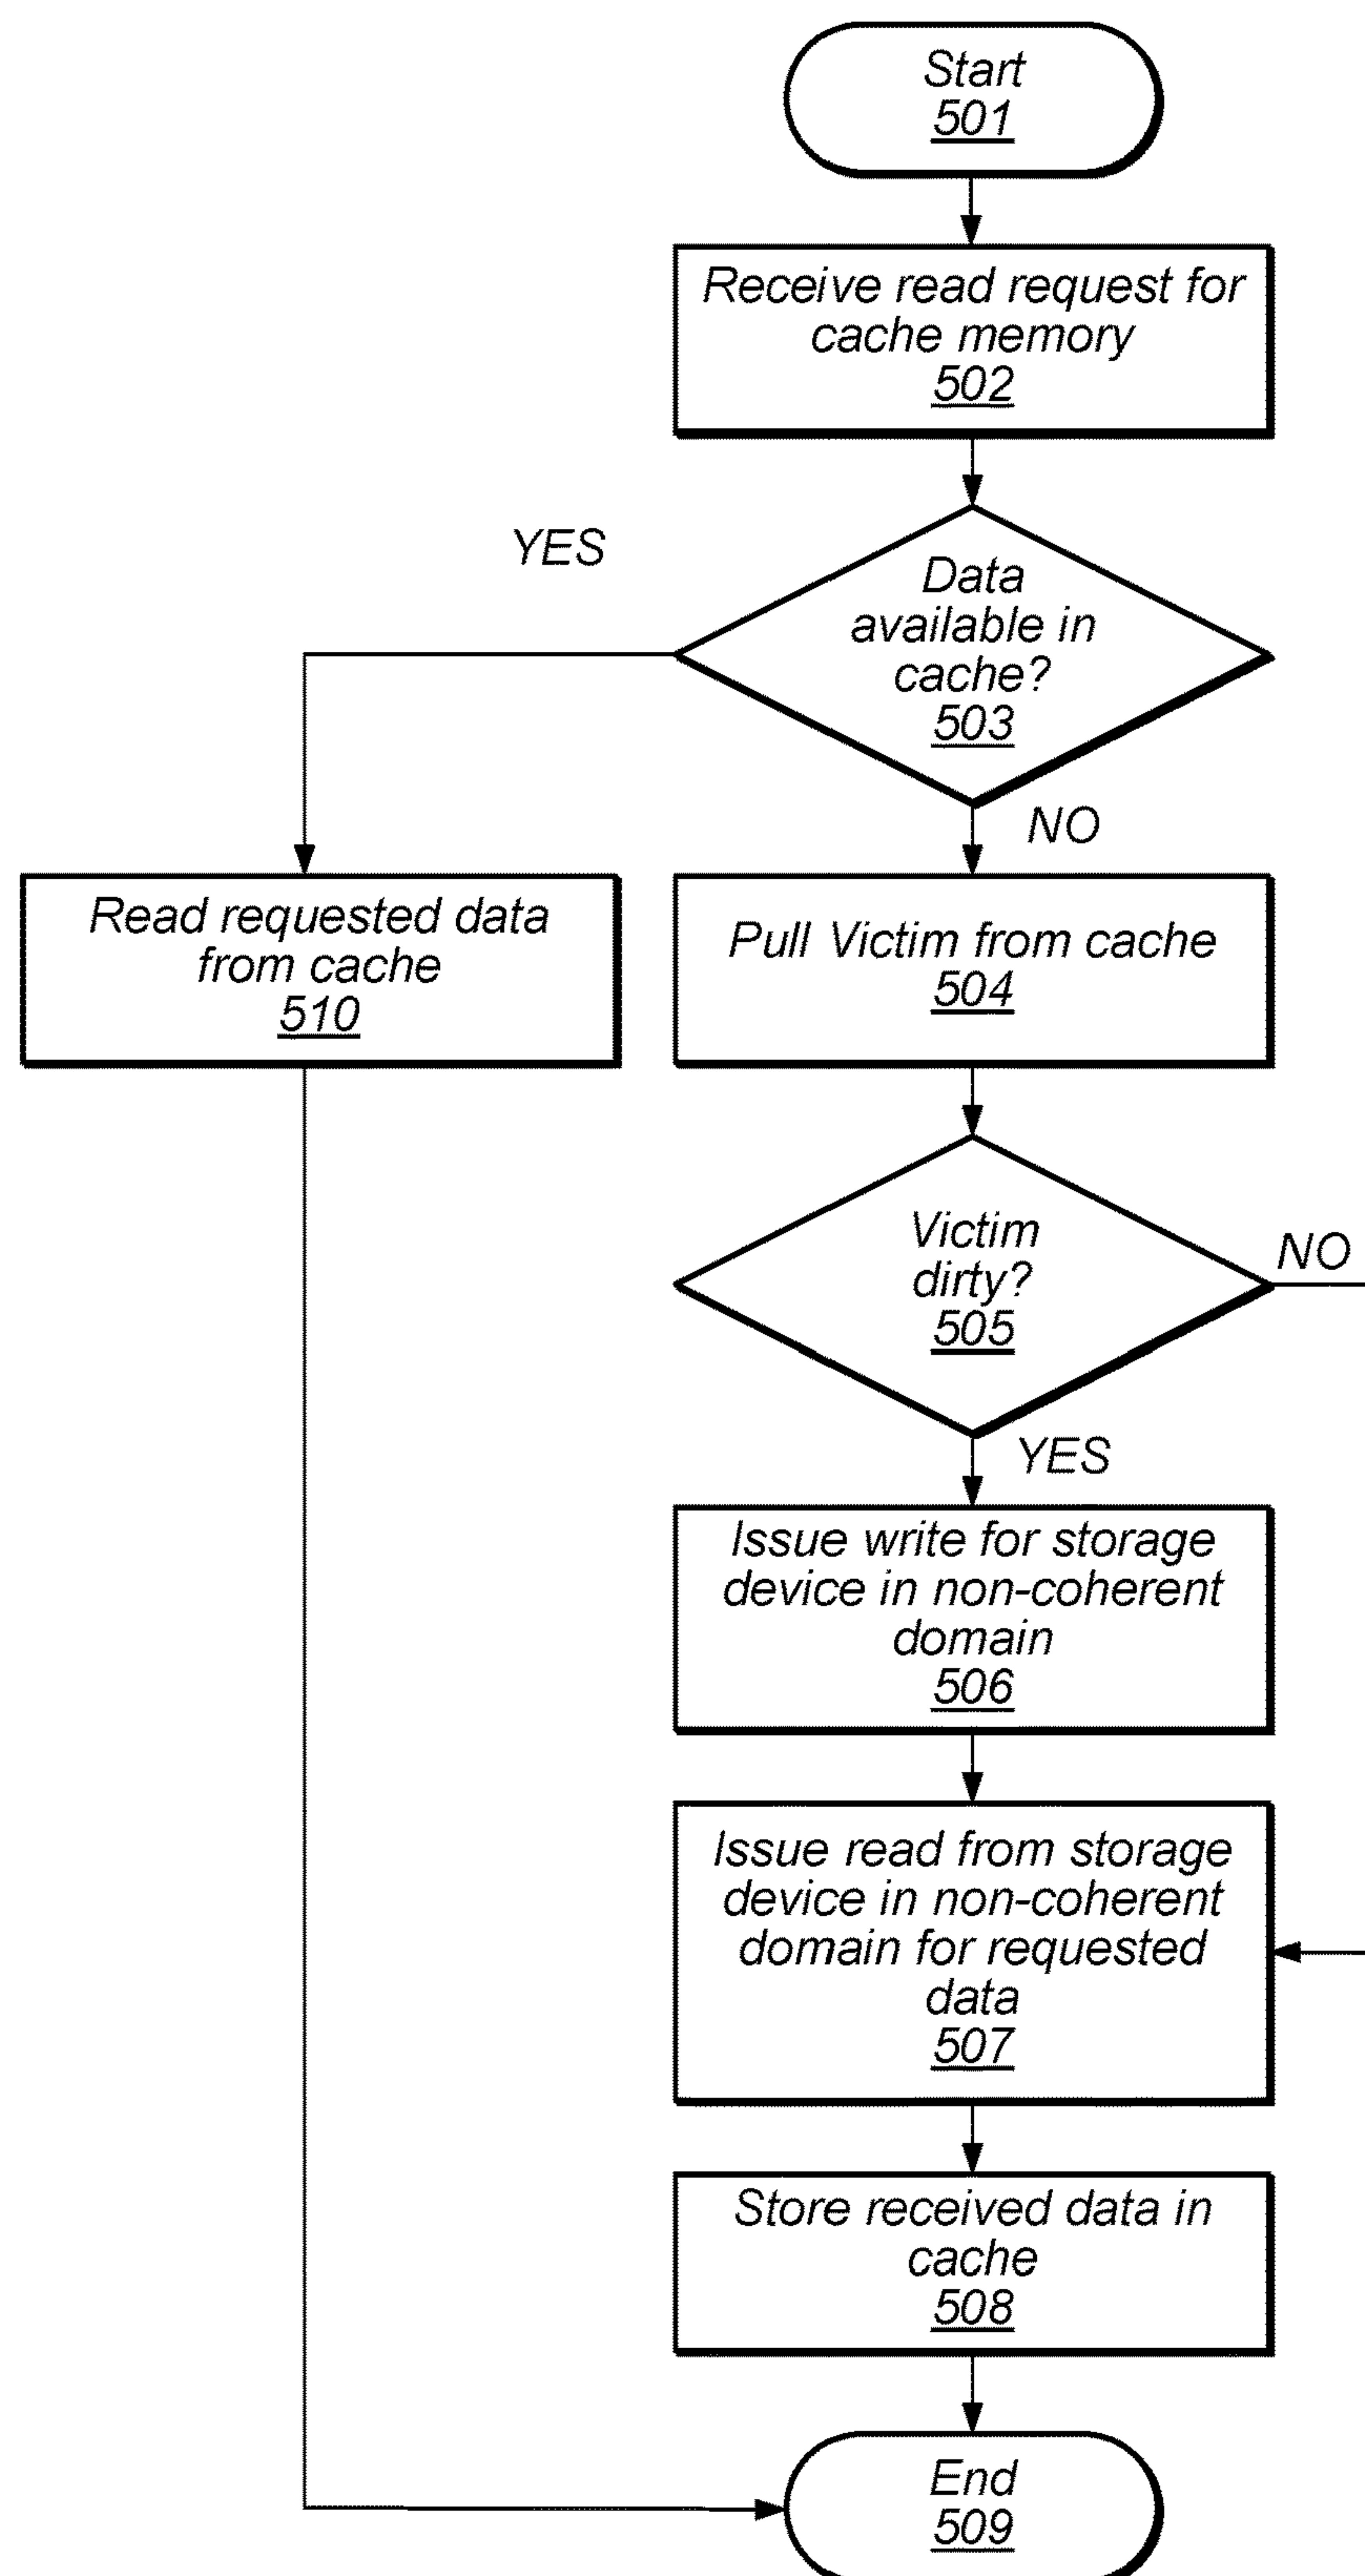 Start
501
Receive read request for
cache memory
502
YES
Data
available in
cache?
503
NO
Read requested data
from cache
510
Pull Victim from cache
504
Victim
dirty?
505
NO
YES
Issue write for storage
device in non-coherent
domain
506
Issue read from storage
device in non-coherent
domain for requested
data
507
Store received data in
cache
508
End
509